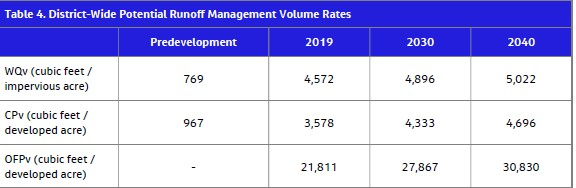 Table 4. District-Wide Potential Runoff Management Volume Rates
Predevelopment 2019 2030 2040
WQv (cubic feet /
impervious acre) 769 4,572 4,896 5,022
CPv (cubic feet /
developed acre) 967 3,578 4,333 4,696
OFPv (cubic feet /
developed acre) - 21,811 27,867 30,830